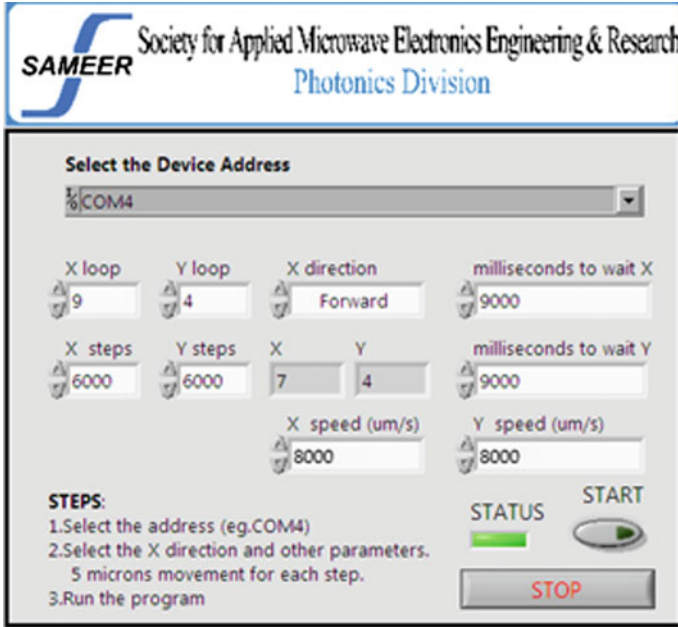 SAMEER
Society for Applied Microwave Electronics Engineering & Research
Photonics Division
Select the Device Address
COM4
X loop Y loop X direction milliseconds to wait X
9 4 Forward 9000
X steps Y steps X Y milliseconds to wait Y
6000 6000 7 4 9000
X speed (um/s) Y speed (um/s)
8000 8000
STEPS:
1.Select the address (eg.COM4)
2.Select the X direction and other parameters.
5 microns movement for each step.
3.Run the program
STATUS START
STOP